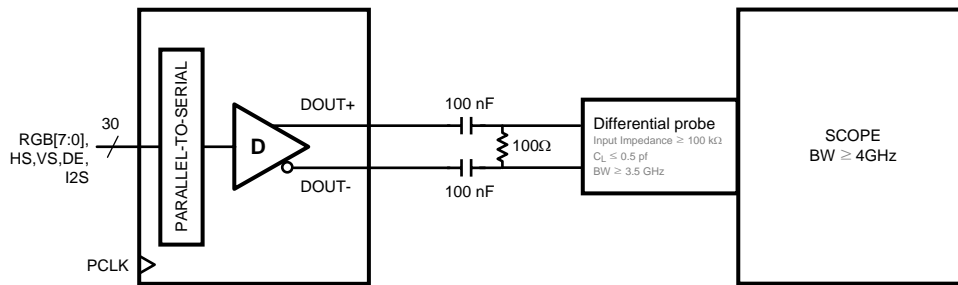 RGB[7:0],
HS,VS,DE,
I2S
30
PCLK
PARALLEL-TO-SERIAL
D
DOUT+
DOUT-
100 nF
100Ω
100 nF
Differential probe
Input Impedance ≥ 100 kΩ
CL ≤ 0.5 pf
BW ≥ 3.5 GHz
SCOPE
BW ≥ 4GHz